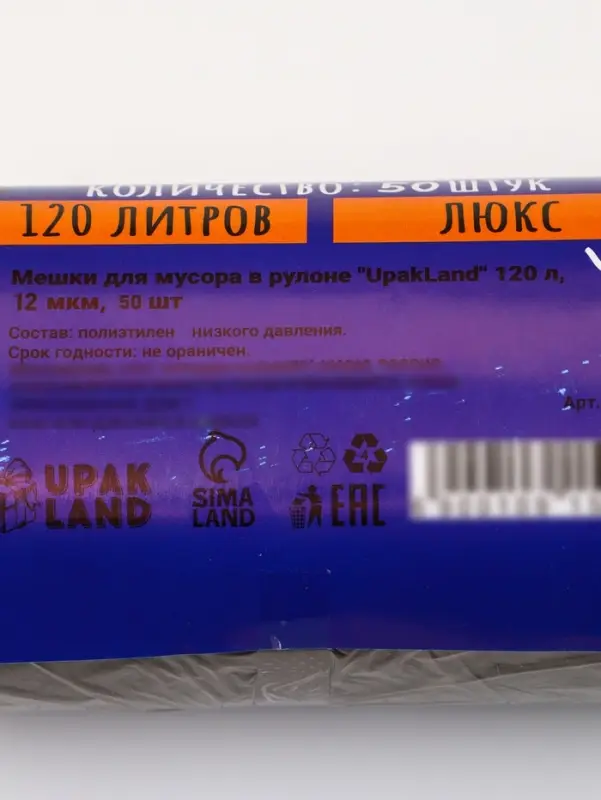 КОЛИЧЕСТВО: 50 ШТУК
120 ЛИТРОВ
ЛЮКС
Мешки для мусора в рулоне "UpakLand" 120 л,
12 мкм, 50 шт
Состав: полиэтилен низкого давления.
Срок годности: не ораничен.
Арт.
UPAK
LAND
SIMA
LAND
4
EAC